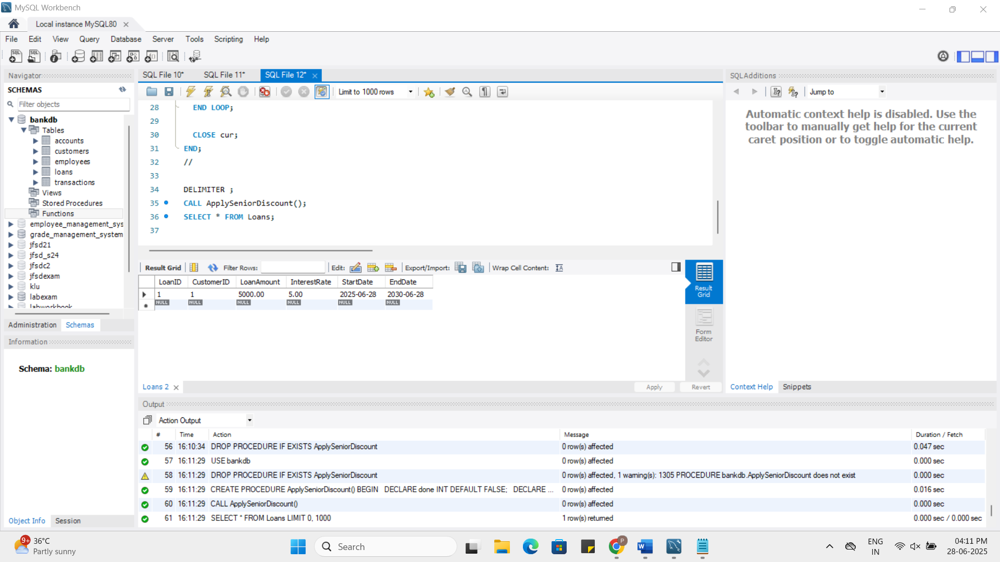 MySQL Workbench
Local instance MySQL80
File Edit View Query Database Server Tools Scripting Help
Navigator
SCHEMAS
Filter objects
bankdb
Tables
accounts
customers
employees
loans
transactions
Views
Stored Procedures
Functions
employee_management_sys
grade_management_system
jfsd21
jfsd_s24
jfsdc2
jfsdexam
klu
labexam
labworkbook
Administration Schemas
Information
Schema: bankdb
Object Info Session
SQL File 10* SQL File 11* SQL File 12*
Limit to 1000 rows
28 END LOOP;
29
30 CLOSE cur;
31 END;
32 //
33
34 DELIMITER ;
35 CALL ApplySeniorDiscount();
36 SELECT * FROM Loans;
37
Result Grid Filter Rows: Edit: Export/Import: Wrap Cell Content:
LoanID CustomerID LoanAmount InterestRate StartDate EndDate
1 1 5000.00 5.00 2025-06-28 2030-06-28
NULL NULL NULL NULL NULL NULL
Result
Grid
Form
Editor
Loans 2
Apply Revert
SQLAdditions
Jump to
Automatic context help is disabled. Use the
toolbar to manually get help for the current
caret position or to toggle automatic help.
Context Help Snippets
Output
Action Output
# Time Action Message Duration / Fetch
56 16:10:34 DROP PROCEDURE IF EXISTS ApplySeniorDiscount 0 row(s) affected 0.047 sec
57 16:11:29 USE bankdb 0 row(s) affected 0.000 sec
58 16:11:29 DROP PROCEDURE IF EXISTS ApplySeniorDiscount 0 row(s) affected, 1 warning(s): 1305 PROCEDURE bankdb.ApplySeniorDiscount does not exist 0.000 sec
59 16:11:29 CREATE PROCEDURE ApplySeniorDiscount() BEGIN DECLARE done INT DEFAULT FALSE; DECLARE ... 0 row(s) affected 0.016 sec
60 16:11:29 CALL ApplySeniorDiscount() 0 row(s) affected 0.000 sec
61 16:11:29 SELECT * FROM Loans LIMIT 0, 1000 1 row(s) returned 0.000 sec / 0.000 sec
9+
36°C
Partly sunny
Search
P
ENG
IN
04:11 PM
28-06-2025